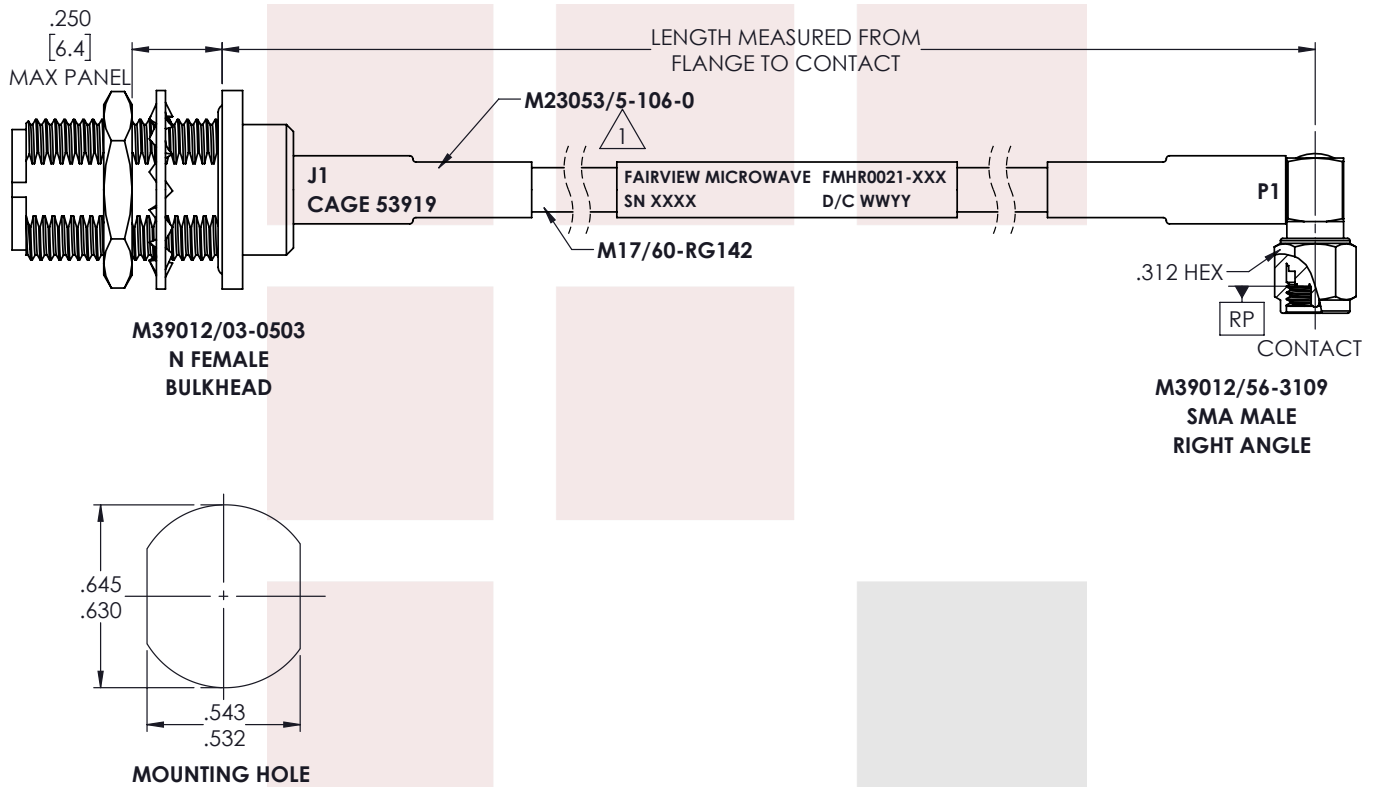 .250
[6.4]
MAX PANEL
LENGTH MEASURED FROM
FLANGE TO CONTACT
M23053/5-106-0
1
J1
CAGE 53919
FAIRVIEW MICROWAVE FMHR0021-XXX
SN XXXX D/C WWYY
P1
M17/60-RG142
.312 HEX
RP
CONTACT
M39012/03-0503
N FEMALE
BULKHEAD
M39012/56-3109
SMA MALE
RIGHT ANGLE
.645
.630
.543
.532
MOUNTING HOLE